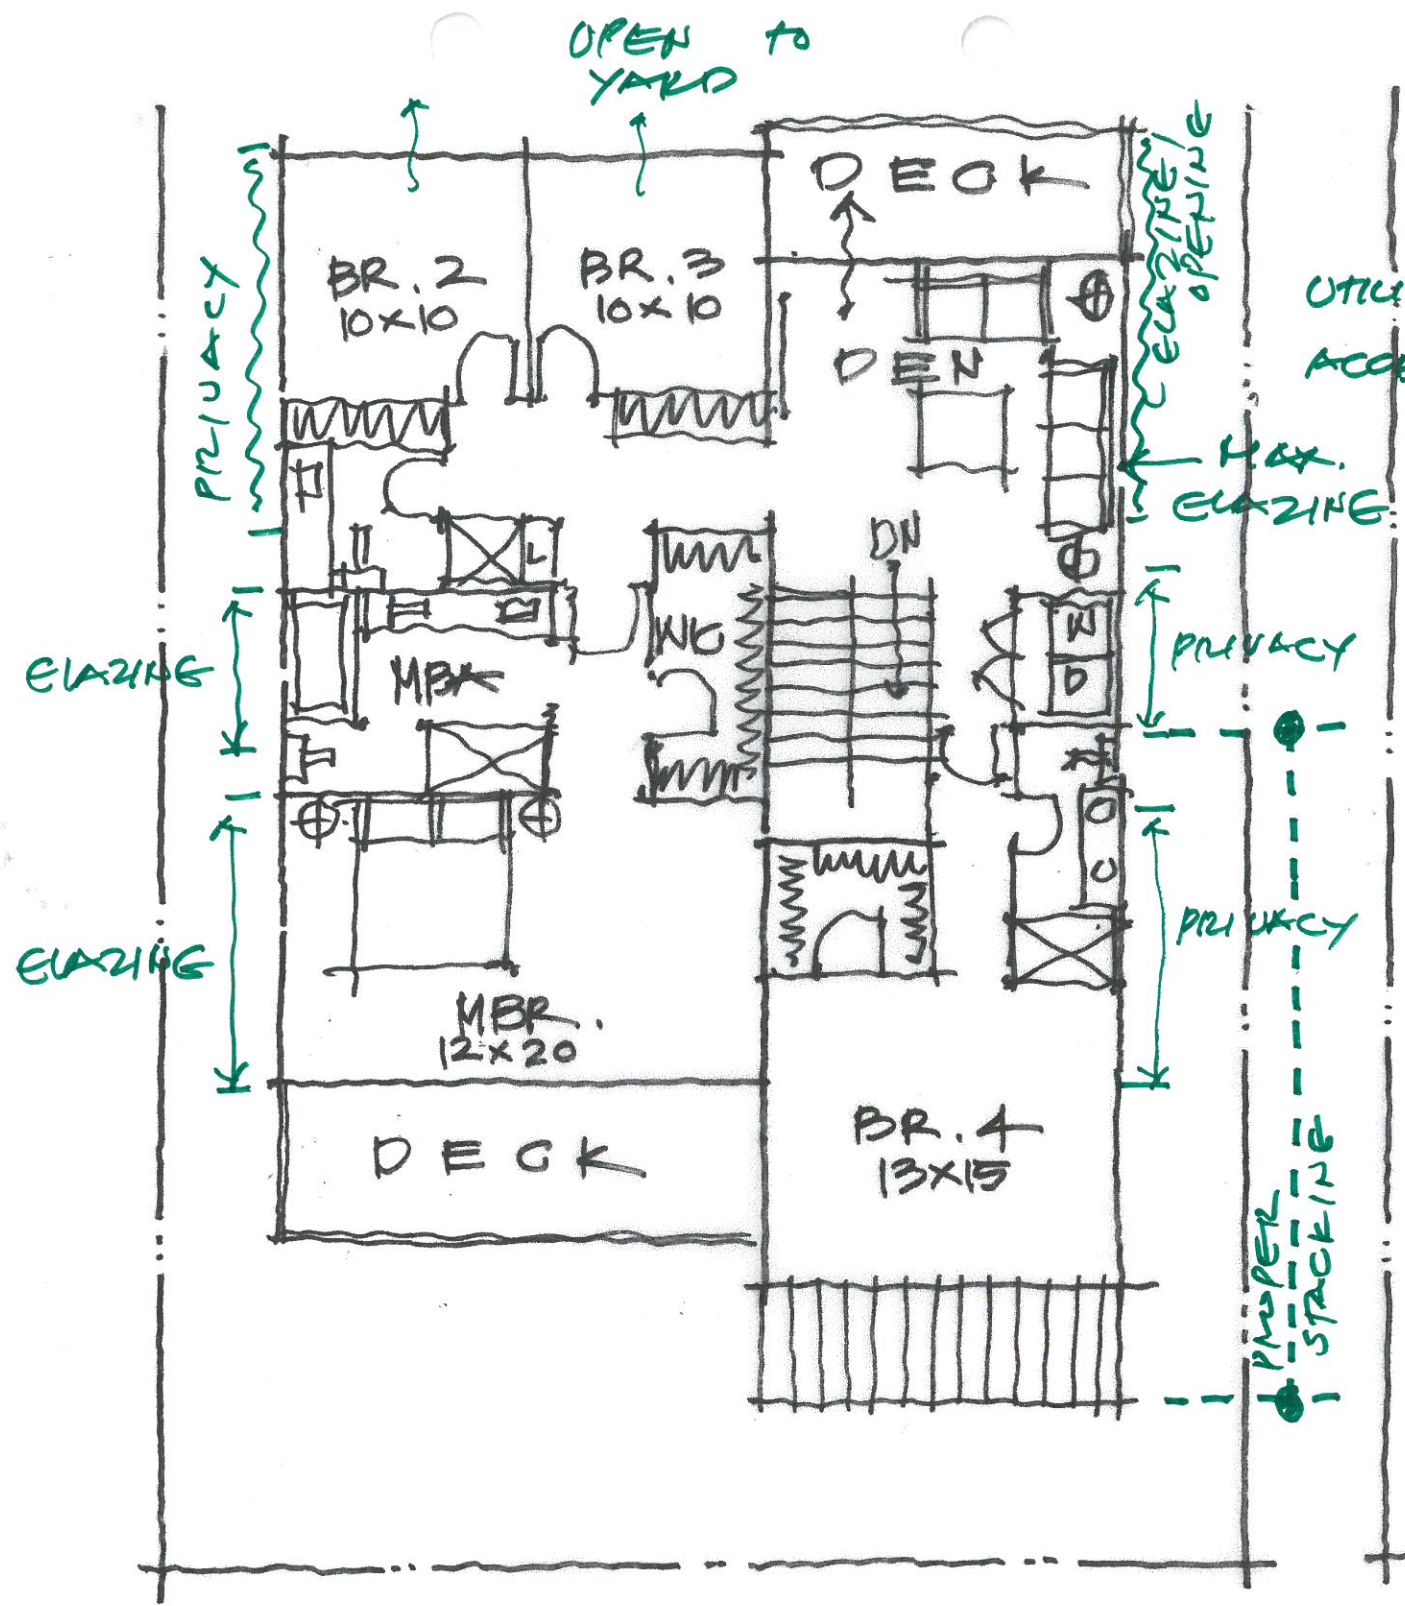 OPEN to
YARD
DECK
GLAZING/
OPENING
PRIVACY
BR. 2
10x10
BR. 3
10x10
DEN
MAX.
GLAZING
DN
L
WIC
W
D
PRIVACY
GLAZING
MBA
GLAZING
PRIVACY
MBR.
12x20
BR. 4
13x15
DECK
PROPER
STACKING